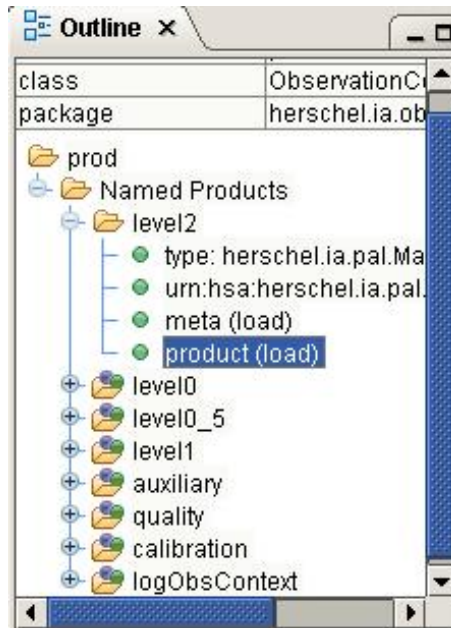 Outline
class ObservationC
package herschel.ia.ob
prod
Named Products
level2
type: herschel.ia.pal.Ma
urn:hsa:herschel.ia.pal.
meta (load)
product (load)
level0
level0_5
level1
auxiliary
quality
calibration
logObsContext